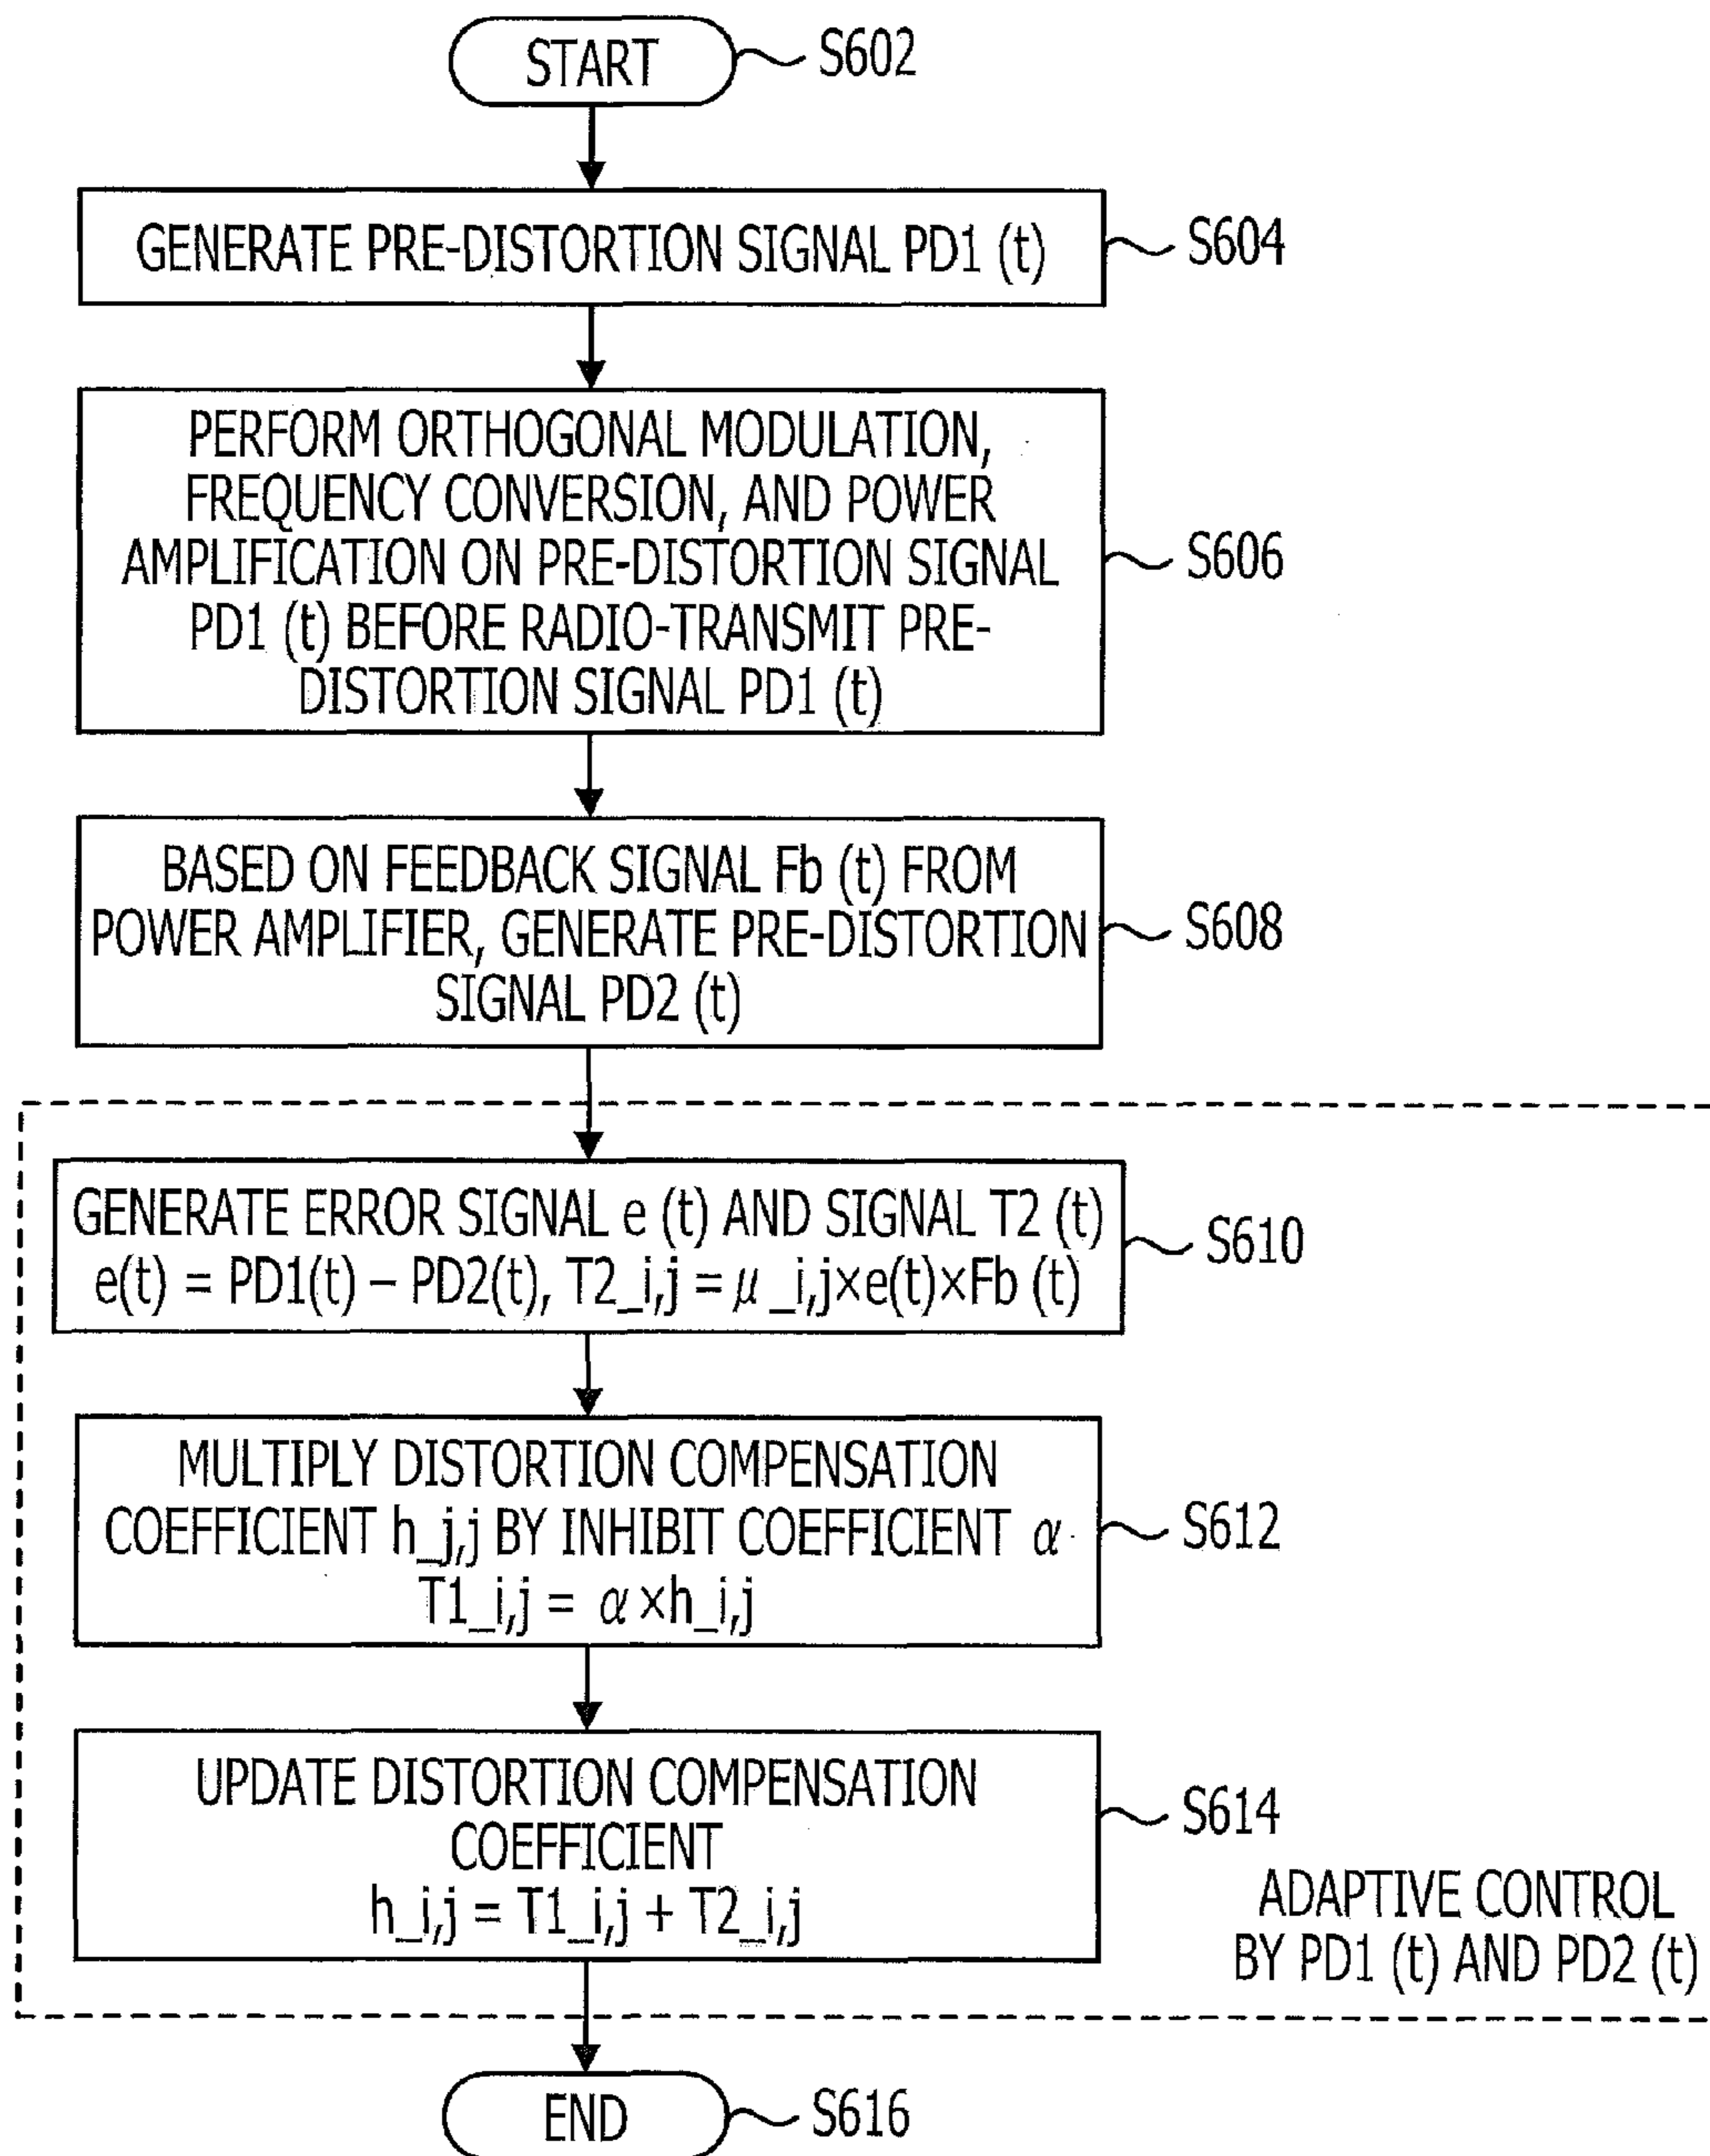 START
S602
GENERATE PRE-DISTORTION SIGNAL PD1 (t)
S604
PERFORM ORTHOGONAL MODULATION,
FREQUENCY CONVERSION, AND POWER
AMPLIFICATION ON PRE-DISTORTION SIGNAL
PD1 (t) BEFORE RADIO-TRANSMIT PRE-
DISTORTION SIGNAL PD1 (t)
S606
BASED ON FEEDBACK SIGNAL Fb (t) FROM
POWER AMPLIFIER, GENERATE PRE-DISTORTION
SIGNAL PD2 (t)
S608
GENERATE ERROR SIGNAL e (t) AND SIGNAL T2 (t)
e(t) = PD1(t) – PD2(t), T2_i,j = μ_i,j×e(t)×Fb (t)
S610
MULTIPLY DISTORTION COMPENSATION
COEFFICIENT h_j,j BY INHIBIT COEFFICIENT α
T1_i,j = α×h_i,j
S612
UPDATE DISTORTION COMPENSATION
COEFFICIENT
h_i,j = T1_i,j + T2_i,j
S614
ADAPTIVE CONTROL
BY PD1 (t) AND PD2 (t)
END
S616